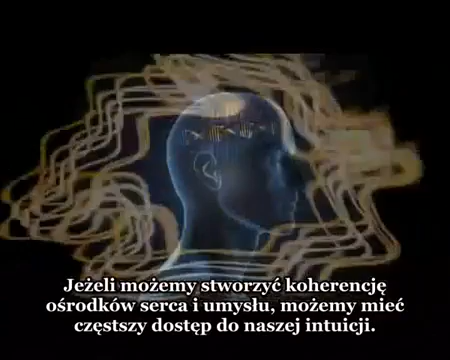 Jeżeli możemy stworzyć koherencję
ośrodków serca i umysłu, możemy mieć
częstszy dostęp do naszej intuicji.